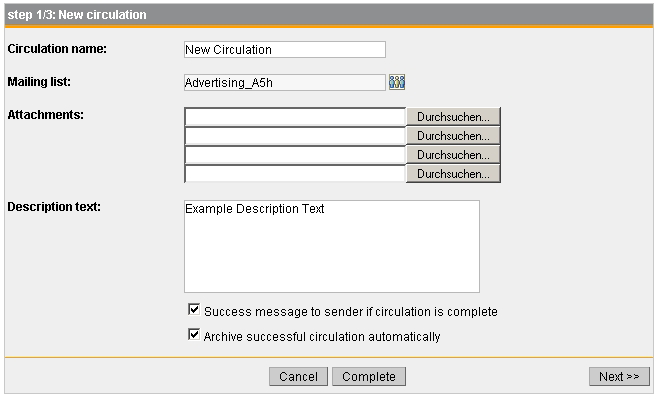 step 1/3: New circulation
Circulation name: New Circulation
Mailing list: Advertising_A5h
Attachments: Durchsuchen...
Durchsuchen...
Durchsuchen...
Durchsuchen...
Description text: Example Description Text
Success message to sender if circulation is complete
Archive successful circulation automatically
Cancel Complete Next >>